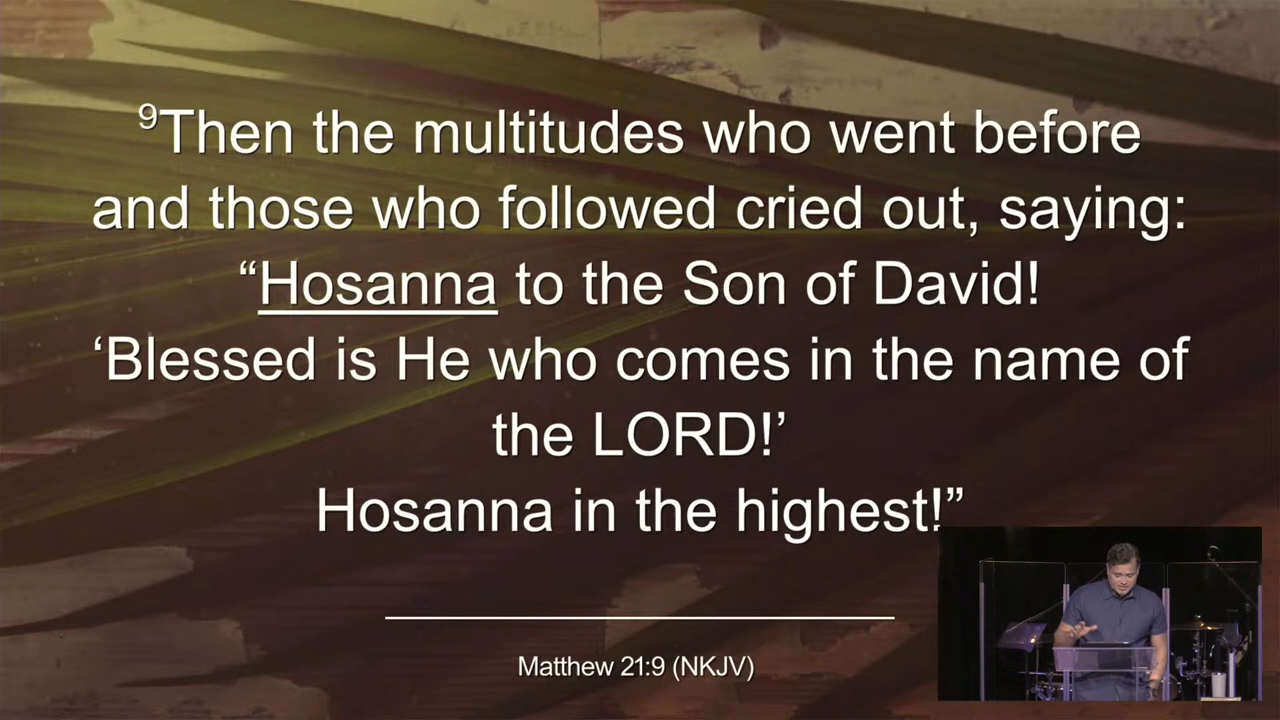 ⁹Then the multitudes who went before
and those who followed cried out, saying:
“Hosanna to the Son of David!
‘Blessed is He who comes in the name of
the LORD!’
Hosanna in the highest!”
Matthew 21:9 (NKJV)